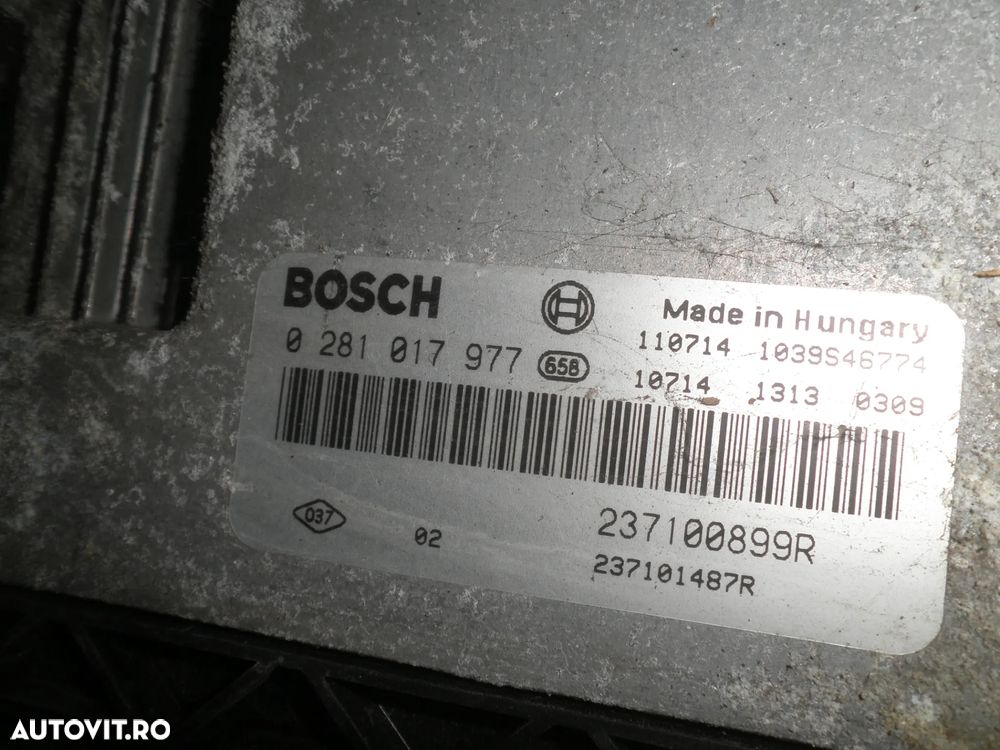 BOSCH
Made in Hungary
0 281 017 977 658
110714 1039S46774
10714 1313 0309
037 02
237100899R
237101487R
AUTOVIT.RO